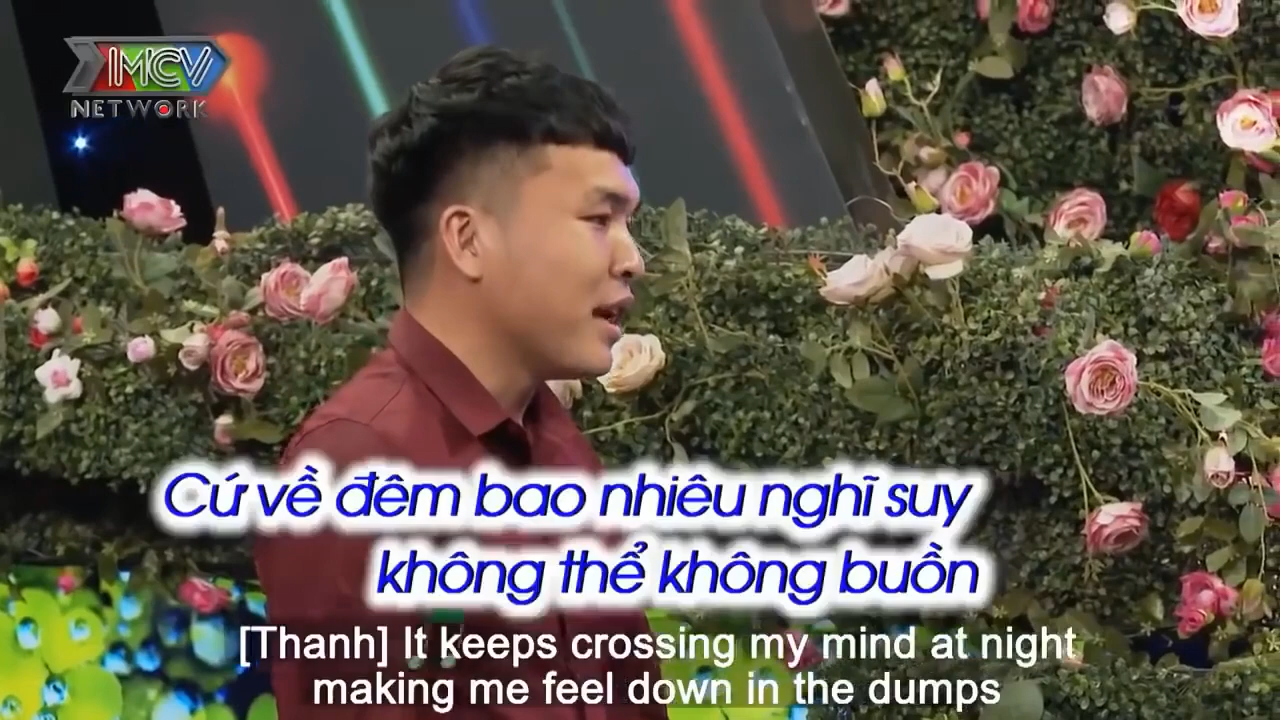 MCV
NETWORK
Cứ về đêm bao nhiêu nghĩ suy
không thể không buồn
[Thanh] It keeps crossing my mind at night
making me feel down in the dumps